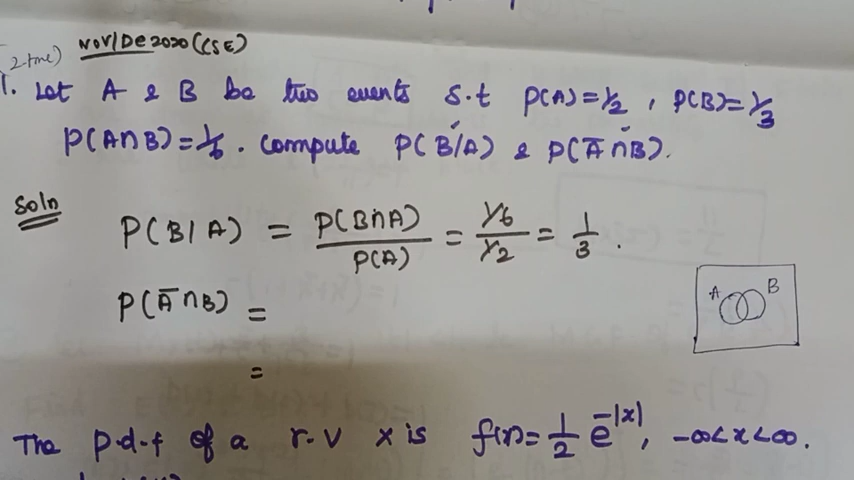 2-time)
NOV/De 2020 (CSE)
1. Let A & B be two events s.t P(A)=1/2, P(B)=1/3
P(A∩B)=1/6. Compute P(B/A) & P(A̅∩B).
Soln
P(B/A) = P(B∩A)/P(A) = (1/6)/(1/2) = 1/3.
P(A̅∩B) =
=
A B
The p.d.f of a r.v x is f(x)=1/2 e^-|x|, -∞<x<∞.